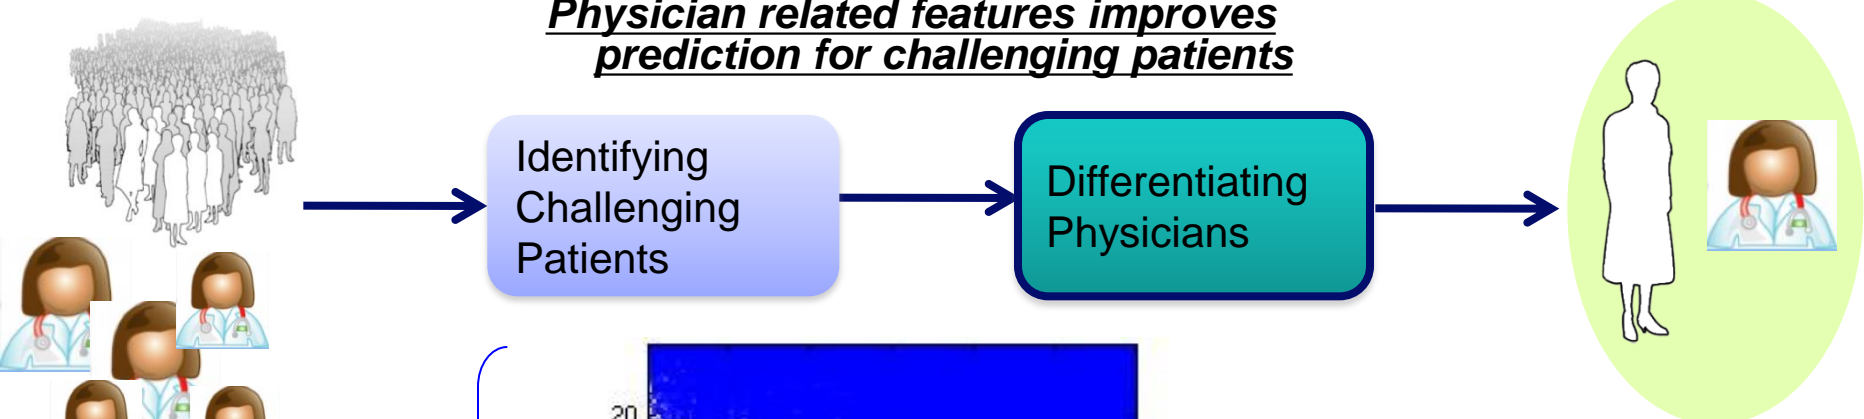 Physician related features improves
prediction for challenging patients
Identifying
Challenging
Patients
Differentiating
Physicians
20